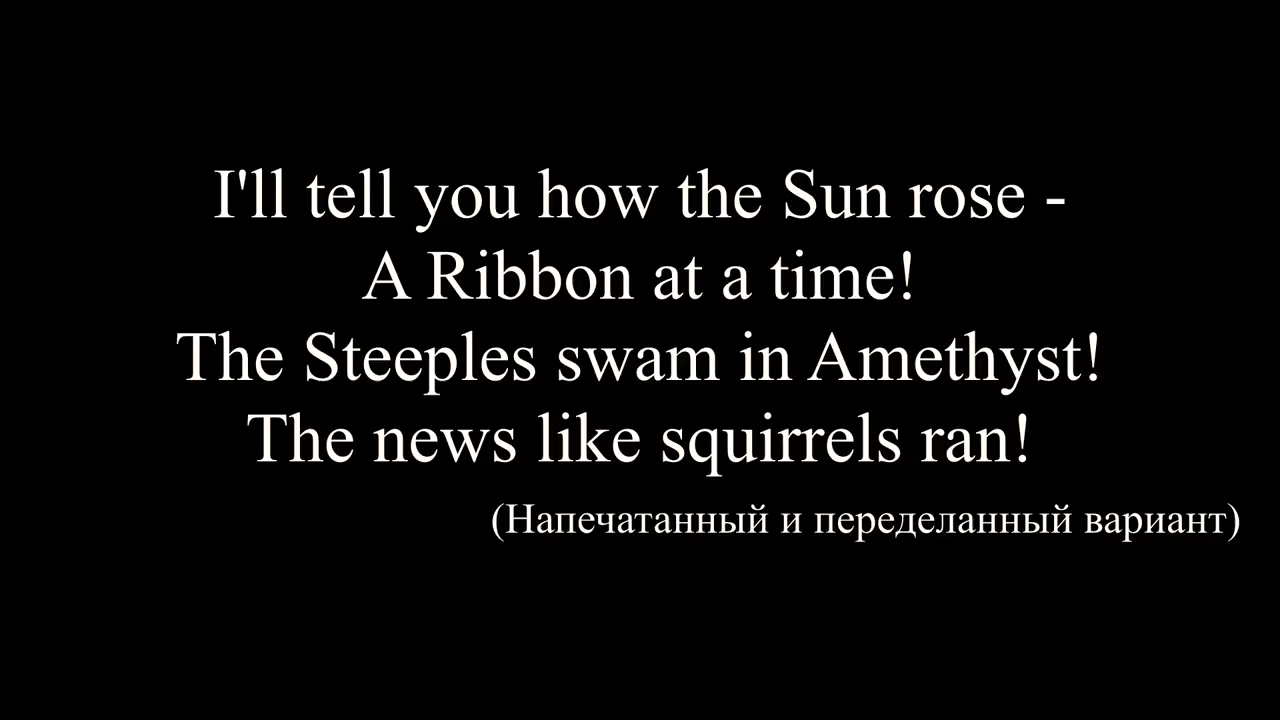 I'll tell you how the Sun rose -
A Ribbon at a time!
The Steeples swam in Amethyst!
The news like squirrels ran!
(Напечатанный и переделанный вариант)